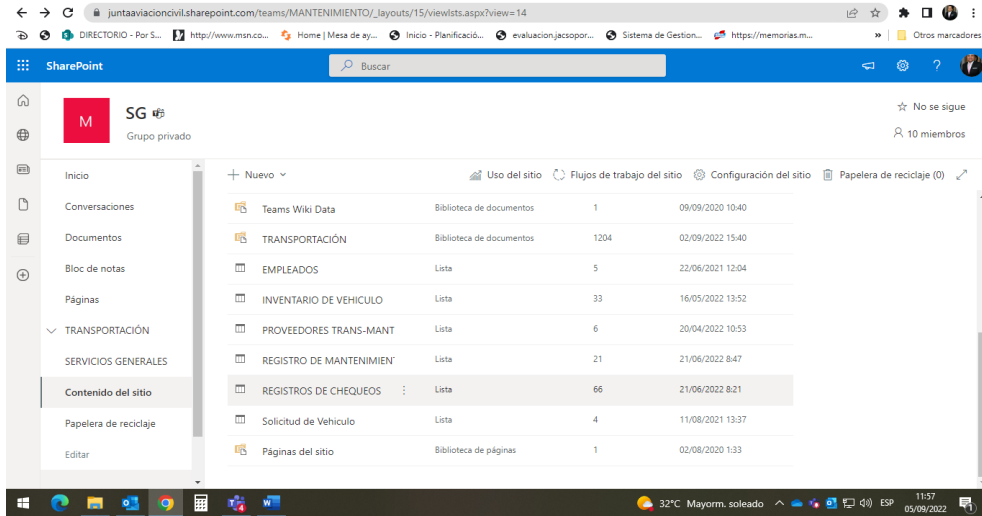 juntaaviacioncivil.sharepoint.com/teams/MANTENIMIENTO/_layouts/15/viewlsts.aspx?view=14
DIRECTORIO - Por S... http://www.msn.co... Home | Mesa de ay... Inicio - Planificació... evaluacion.jacsopor... Sistema de Gestion... https://memorias.m... » Otros marcadores
SharePoint Buscar ?
M SG No se sigue
Grupo privado 10 miembros
Inicio Nuevo Uso del sitio Flujos de trabajo del sitio Configuración del sitio Papelera de reciclaje (0)
Conversaciones
Documentos
Bloc de notas
Páginas
TRANSPORTACIÓN
SERVICIOS GENERALES
Contenido del sitio
Papelera de reciclaje
Editar
Teams Wiki Data Biblioteca de documentos 1 09/09/2020 10:40
TRANSPORTACIÓN Biblioteca de documentos 1204 02/09/2022 15:40
EMPLEADOS Lista 5 22/06/2021 12:04
INVENTARIO DE VEHICULO Lista 33 16/05/2022 13:52
PROVEEDORES TRANS-MANT Lista 6 20/04/2022 10:53
REGISTRO DE MANTENIMIEN Lista 21 21/06/2022 8:47
REGISTROS DE CHEQUEOS Lista 66 21/06/2022 8:21
Solicitud de Vehiculo Lista 4 11/08/2021 13:37
Páginas del sitio Biblioteca de páginas 1 02/08/2020 1:33
32°C Mayorm. soleado ESP 11:57
05/09/2022